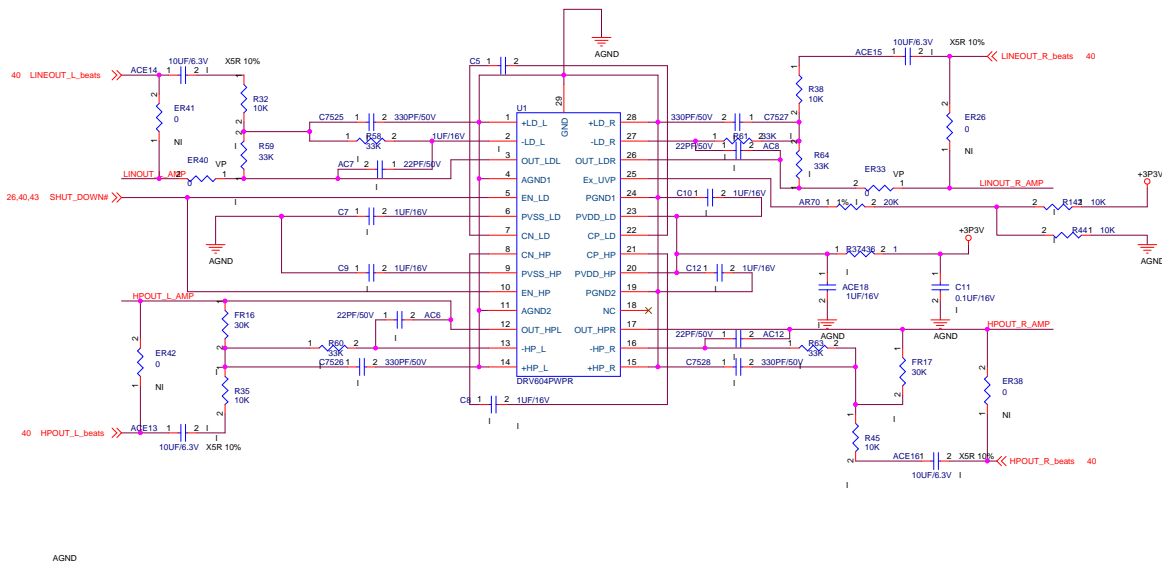 AGND
ACE14
10UF/6.3V
X5R 10%
1 2 I
40 LINEOUT_L_beats
ER41
0
NI
R32
10K
R59
33K
C7525
1 2
330PF/50V
R58
33K
1UF/16V
AC7
22PF/50V
2 1
ER40
0
VP
LINOUT_L_AMP
26,40,43 SHUT_DOWN#
AGND
C7
1 2
1UF/16V
C9
1 2
1UF/16V
C5
1 2
U1
29
GND
1 +LD_L
2 -LD_L
3 OUT_LDL
4 AGND1
5 EN_LD
6 PVSS_LD
7 CN_LD
8 CN_HP
9 PVSS_HP
10 EN_HP
11 AGND2
12 OUT_HPL
13 -HP_L
14 +HP_L
+LD_R 28
-LD_R 27
OUT_LDR 26
Ex_UVP 25
PGND1 24
PVDD_LD 23
CP_LD 22
CP_HP 21
PVDD_HP 20
PGND2 19
NC 18
OUT_HPR 17
-HP_R 16
+HP_R 15
DRV604PWPR
C8
1 2
1UF/16V
HPOUT_L_AMP
FR16
30K
ER42
0
NI
R35
10K
22PF/50V
1 2
AC6
R60
33K
C7526
1 2
330PF/50V
40 HPOUT_L_beats
ACE13
1 2
10UF/6.3V
X5R 10%
ACE15
10UF/6.3V
X5R 10%
1 2
LINEOUT_R_beats 40
R38
10K
ER26
0
NI
330PF/50V
1 2
C7527
R61
33K
22PF/50V
1 2
AC8
R64
33K
ER33
0
VP
LINOUT_R_AMP
AR70
1%
20K
C10
1 2
1UF/16V
+3P3V
R142
10K
R441
10K
AGND
+3P3V
R37436
C12
1 2
1UF/16V
ACE18
1UF/16V
C11
0.1UF/16V
AGND
AGND
HPOUT_R_AMP
22PF/50V
1 2
AC12
R63
33K
C7528
1 2
330PF/50V
FR17
30K
ER38
0
NI
R45
10K
ACE16
1 2
X5R 10%
10UF/6.3V
HPOUT_R_beats 40
AGND